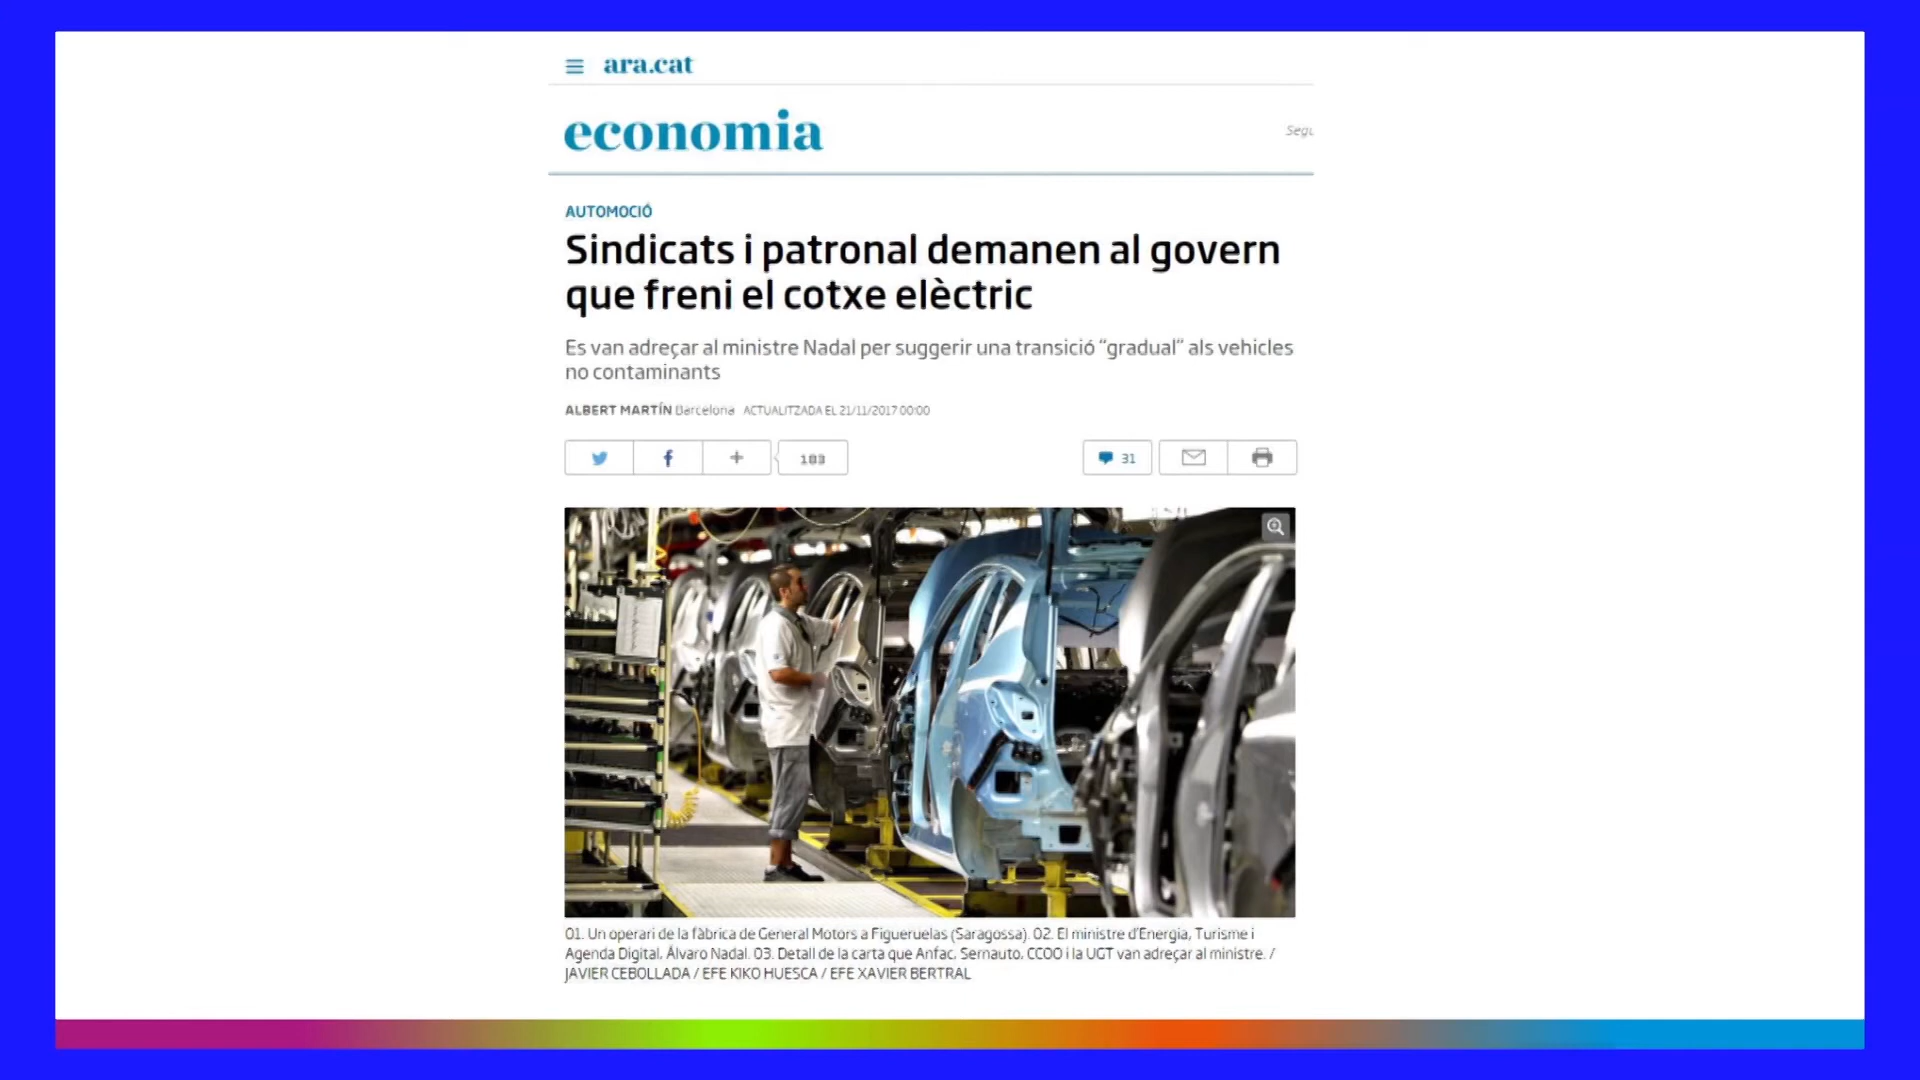 ara.cat
economia
Segu
AUTOMOCIÓ
Sindicats i patronal demanen al govern
que freni el cotxe elèctric
Es van adreçar al ministre Nadal per suggerir una transició “gradual” als vehicles
no contaminants
ALBERT MARTÍN Barcelona ACTUALITZADA EL 21/11/2017 00:00
183
31
01. Un operari de la fàbrica de General Motors a Figueruelas (Saragossa). 02. El ministre d'Energia, Turisme i
Agenda Digital, Álvaro Nadal. 03. Detall de la carta que Anfac, Sernauto, CCOO i la UGT van adreçar al ministre. /
JAVIER CEBOLLADA / EFE KIKO HUESCA / EFE XAVIER BERTRAL